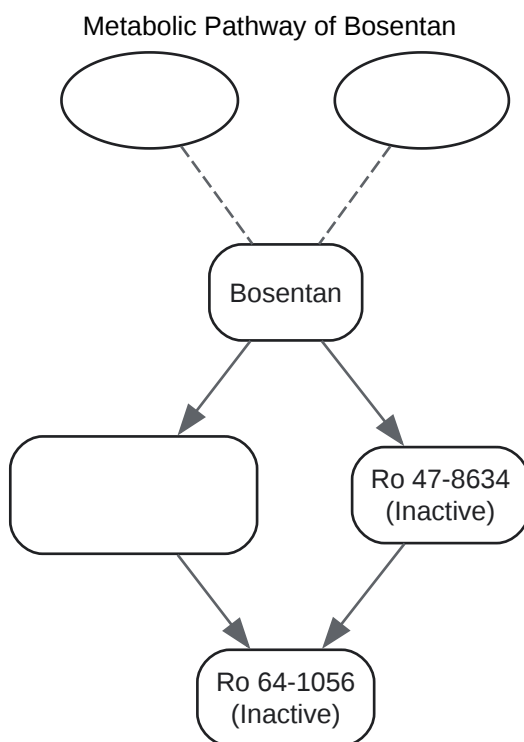 Metabolic Pathway of Bosentan
Bosentan
Ro 47-8634
(Inactive)
Ro 64-1056
(Inactive)